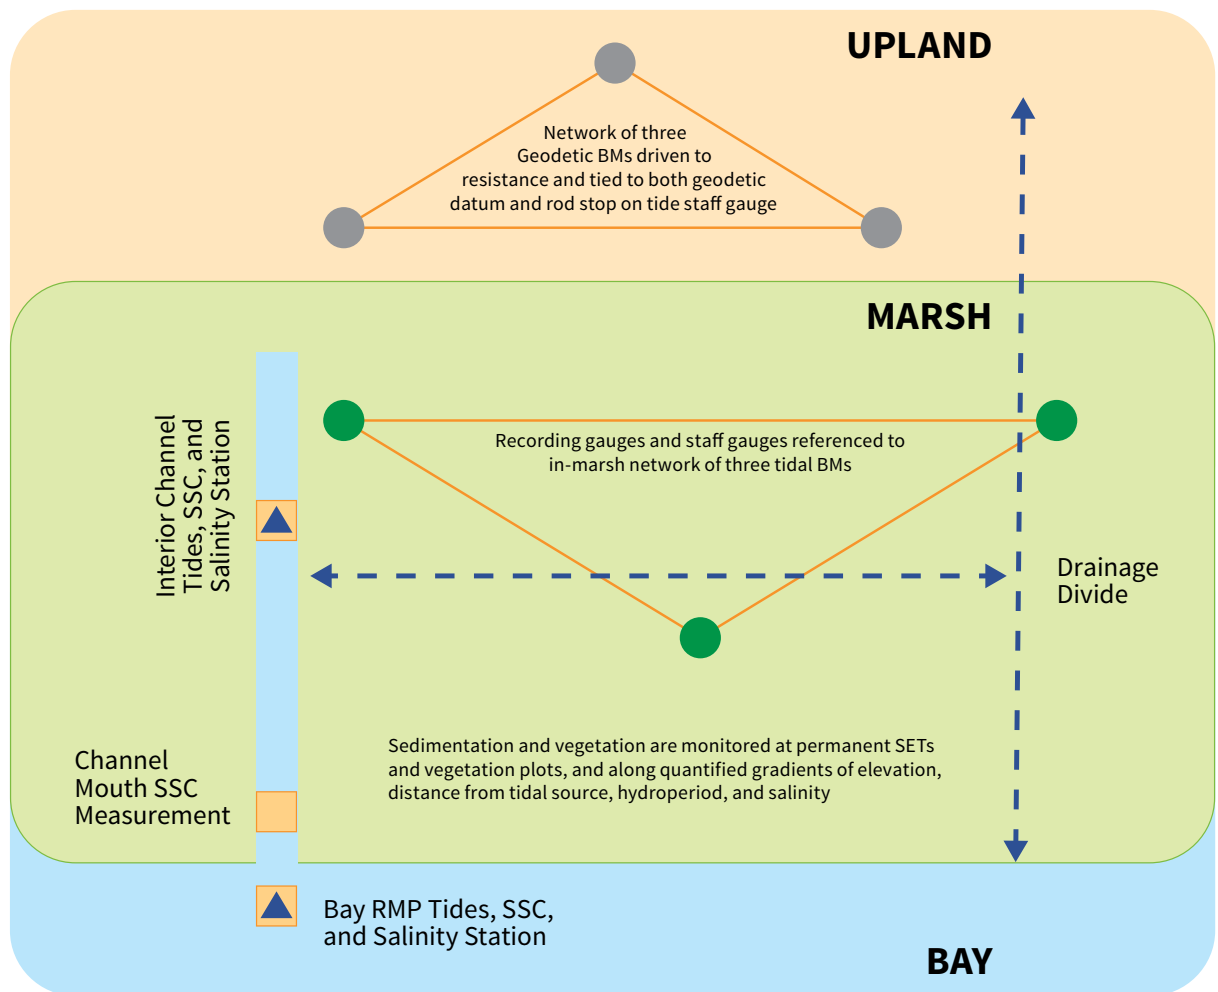 UPLAND
Network of three
Geodetic BMs driven to
resistance and tied to both geodetic
datum and rod stop on tide staff gauge
MARSH
Interior Channel
Tides, SSC, and
Salinity Station
Recording gauges and staff gauges referenced to
in-marsh network of three tidal BMs
Drainage
Divide
Channel
Mouth SSC
Measurement
Sedimentation and vegetation are monitored at permanent SETs
and vegetation plots, and along quantified gradients of elevation,
distance from tidal source, hydroperiod, and salinity
Bay RMP Tides, SSC,
and Salinity Station
BAY